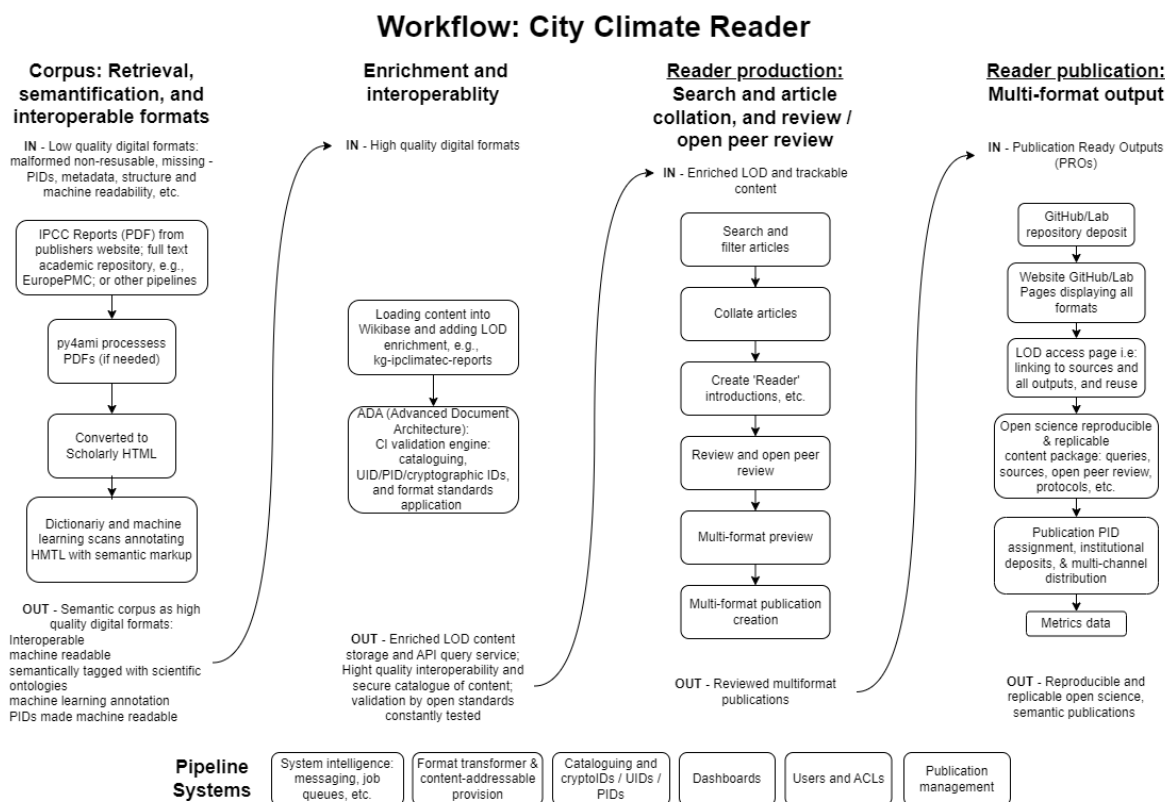 Workflow: City Climate Reader
Corpus: Retrieval,
semantification, and
interoperable formats
IN - Low quality digital formats:
malformed non-resusable, missing -
PIDs, metadata, structure and
machine readability, etc.
IPCC Reports (PDF) from
publishers website; full text
academic repository, e.g.,
EuropePMC; or other pipelines
py4ami processess
PDFs (if needed)
Converted to
Scholarly HTML
Dictionariy and machine
learning scans annotating
HMTL with semantic markup
OUT - Semantic corpus as high
quality digital formats:
Interoperable
machine readable
semantically tagged with scientific
ontologies
machine learning annotation
PIDs made machine readable
Enrichment and
interoperablity
IN - High quality digital formats
Loading content into
Wikibase and adding LOD
enrichment, e.g.,
kg-ipclimatec-reports
ADA (Advanced Document
Architecture):
CI validation engine:
cataloguing,
UID/PID/cryptographic IDs,
and format standards
application
OUT - Enriched LOD content
storage and API query service;
Hight quality interoperability and
secure catalogue of content;
validation by open standards
constantly tested
Reader production:
Search and article
collation, and review /
open peer review
IN - Enriched LOD and trackable
content
Search and
filter articles
Collate articles
Create 'Reader'
introductions, etc.
Review and open peer
review
Multi-format preview
Multi-format publication
creation
OUT - Reviewed multiformat
publications
Reader publication:
Multi-format output
IN - Publication Ready Outputs
(PROs)
GitHub/Lab
repository deposit
Website GitHub/Lab
Pages displaying all
formats
LOD access page i.e:
linking to sources and
all outputs, and reuse
Open science reproducible
& replicable
content package: queries,
sources, open peer review,
protocols, etc.
Publication PID
assignment, institutional
deposits, & multi-channel
distribution
Metrics data
OUT - Reproducible and
replicable open science,
semantic publications
Pipeline
Systems
System intelligence:
messaging, job
queues, etc.
Format transformer &
content-addressable
provision
Cataloguing and
cryptoIDs / UIDs /
PIDs
Dashboards
Users and ACLs
Publication
management